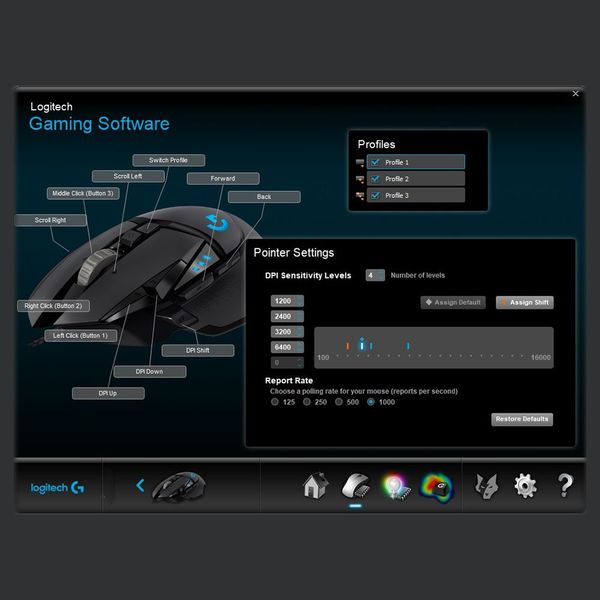 Logitech
Gaming Software
Switch Profile
Scroll Left
Forward
Middle Click (Button 3)
Back
Scroll Right
Right Click (Button 2)
Left Click (Button 1)
DPI Shift
DPI Down
DPI Up
Profiles
Profile 1
Profile 2
Profile 3
Pointer Settings
DPI Sensitivity Levels 4 Number of levels
1200
Assign Default Assign Shift
2400
3200
6400
0
100 16000
Report Rate
Choose a polling rate for your mouse (reports per second)
125 250 500 1000
Restore Defaults
logitech G
?